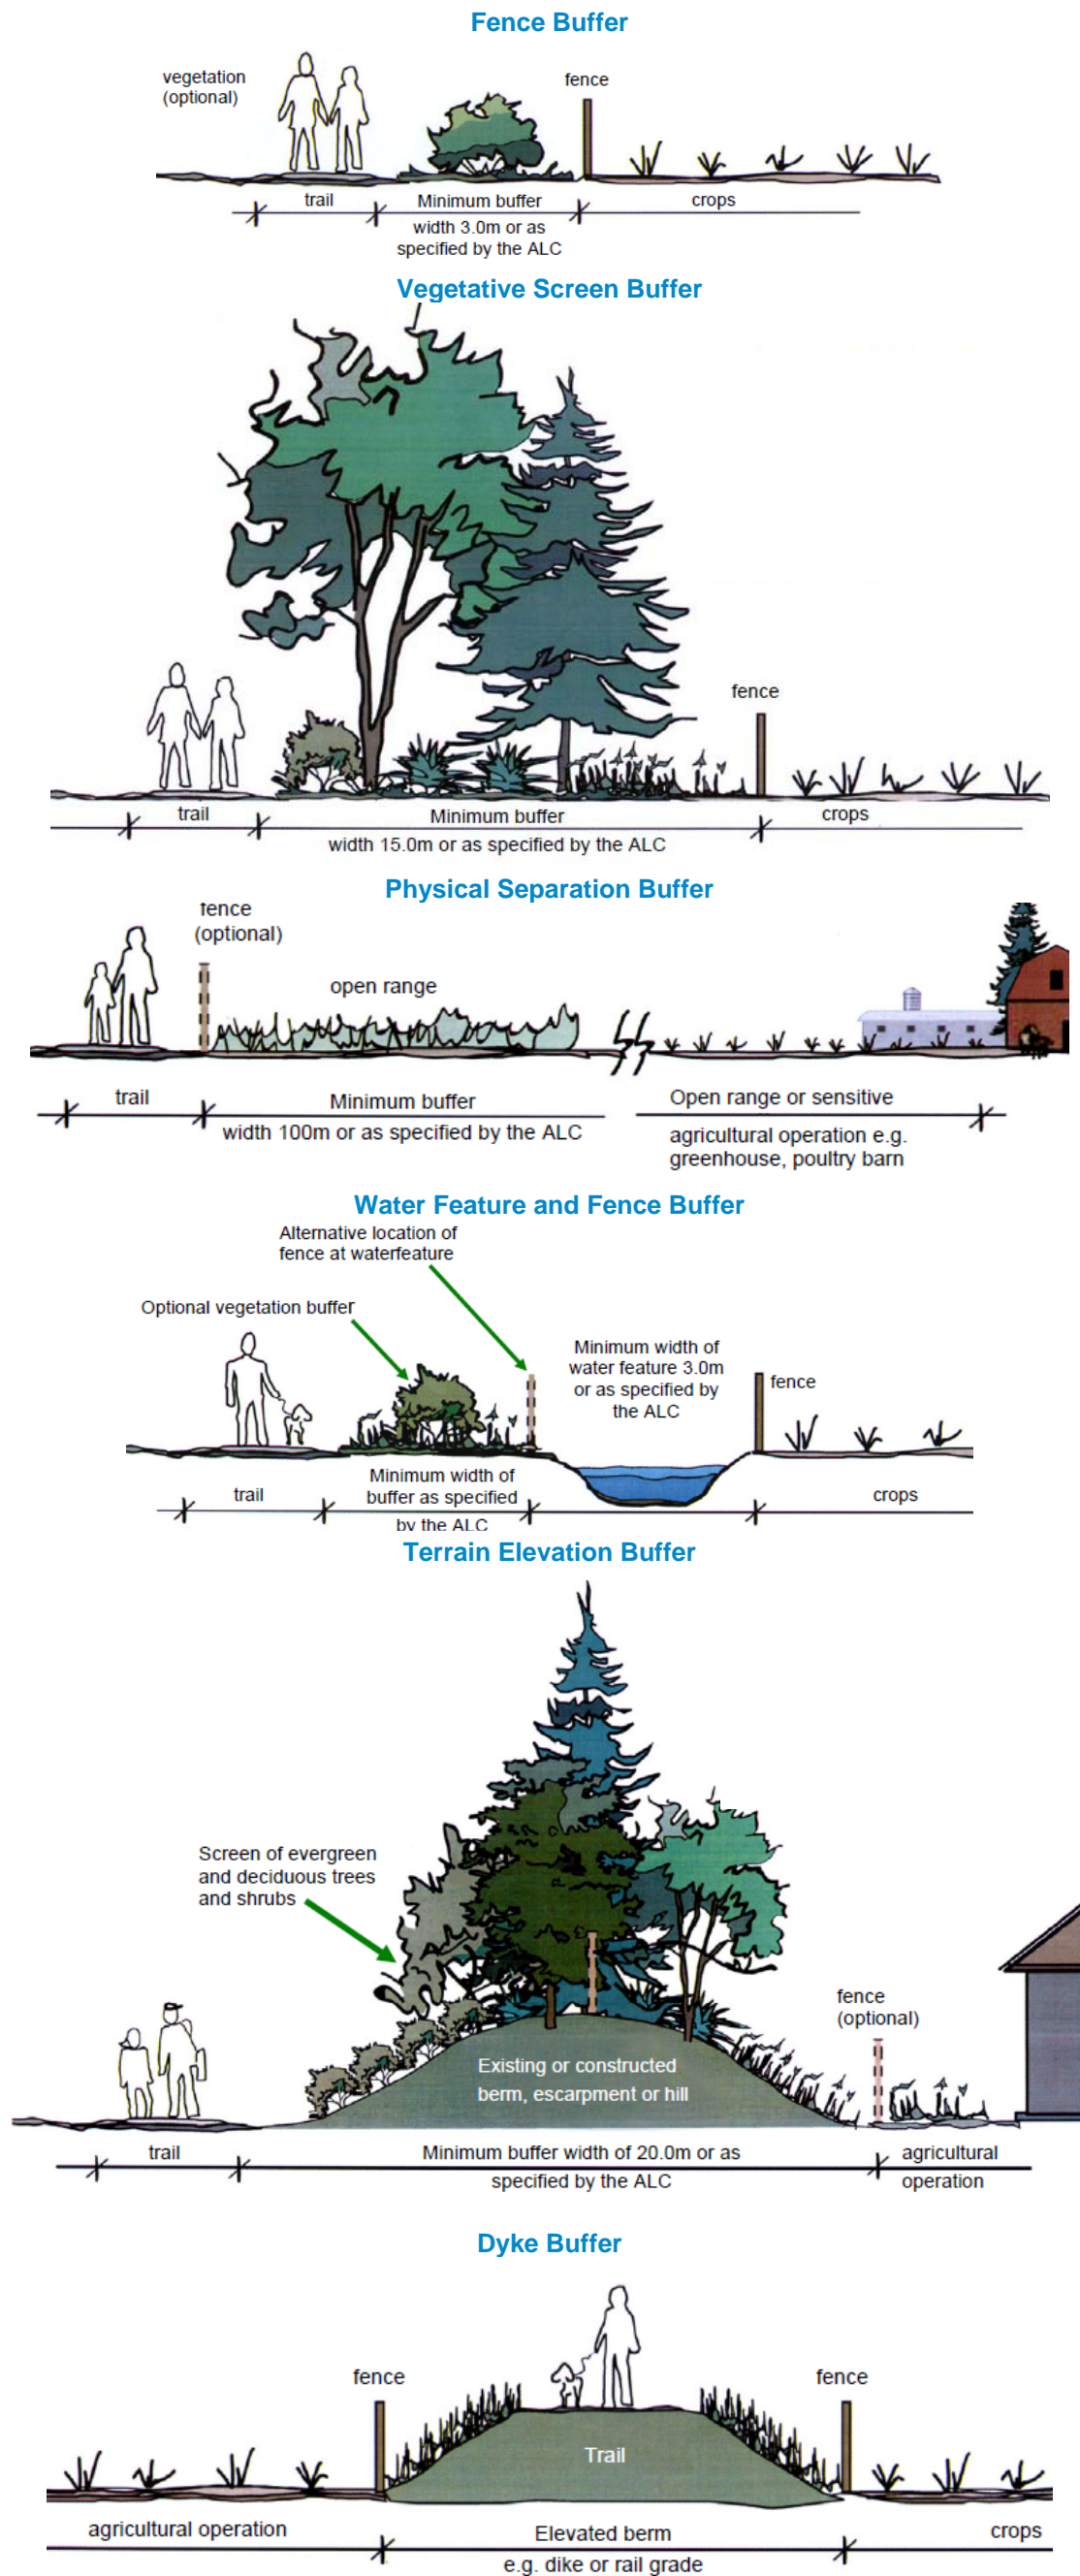 Fence Buffer
vegetation
(optional)
fence
trail
Minimum buffer
width 3.0m or as
specified by the ALC
crops
Vegetative Screen Buffer
fence
trail
Minimum buffer
width 15.0m or as specified by the ALC
crops
Physical Separation Buffer
fence
(optional)
open range
trail
Minimum buffer
width 100m or as specified by the ALC
Open range or sensitive
agricultural operation e.g.
greenhouse, poultry barn
Water Feature and Fence Buffer
Alternative location of
fence at waterfeature
Optional vegetation buffer
Minimum width of
water feature 3.0m
or as specified by
the ALC
fence
trail
Minimum width of
buffer as specified
by the ALC
crops
Terrain Elevation Buffer
Screen of evergreen
and deciduous trees
and shrubs
fence
(optional)
Existing or constructed
berm, escarpment or hill
trail
Minimum buffer width of 20.0m or as
specified by the ALC
agricultural
operation
Dyke Buffer
fence
fence
Trail
agricultural operation
Elevated berm
e.g. dike or rail grade
crops